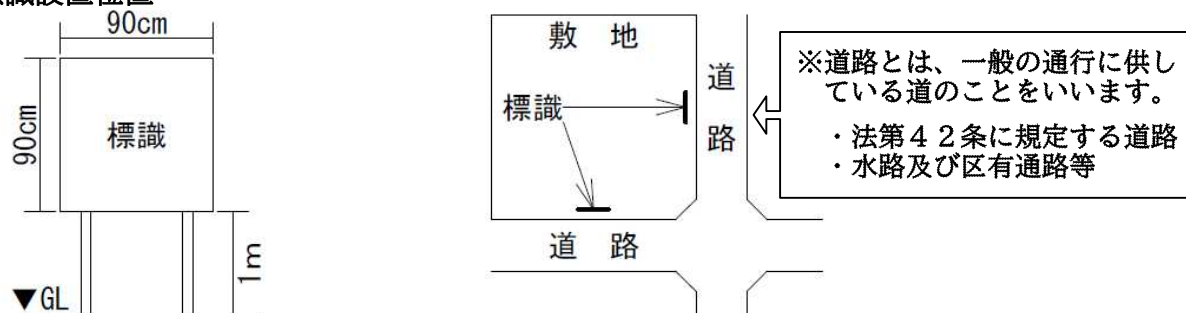 90cm
90cm
標識
1m
▼GL
敷　地
標識
道
路
道　路
※道路とは、一般の通行に供し
ている道のことをいいます。
・法第４２条に規定する道路
・水路及び区有通路等